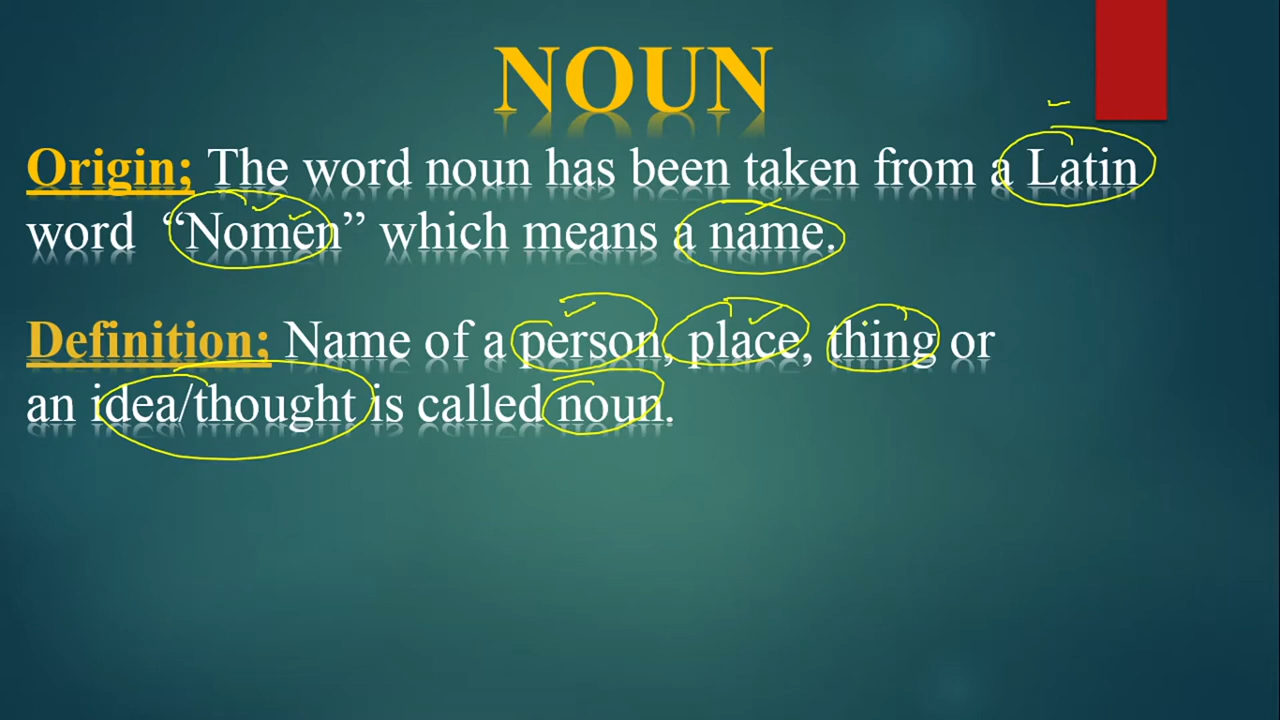 NOUN
Origin; The word noun has been taken from a Latin
word “Nomen” which means a name.
Definition; Name of a person, place, thing or
an idea/thought is called noun.